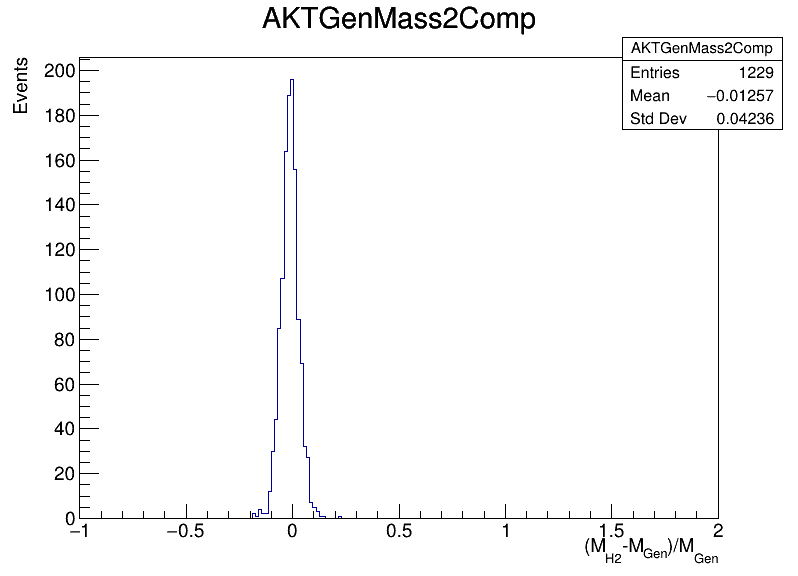 AKTGenMass2Comp
AKTGenMass2Comp
Entries 1229
Mean −0.01257
Std Dev 0.04236
Events
200
180
160
140
120
100
80
60
40
20
0
−1 −0.5 0 0.5 1 1.5 2
(M_H2-M_Gen)/M_Gen